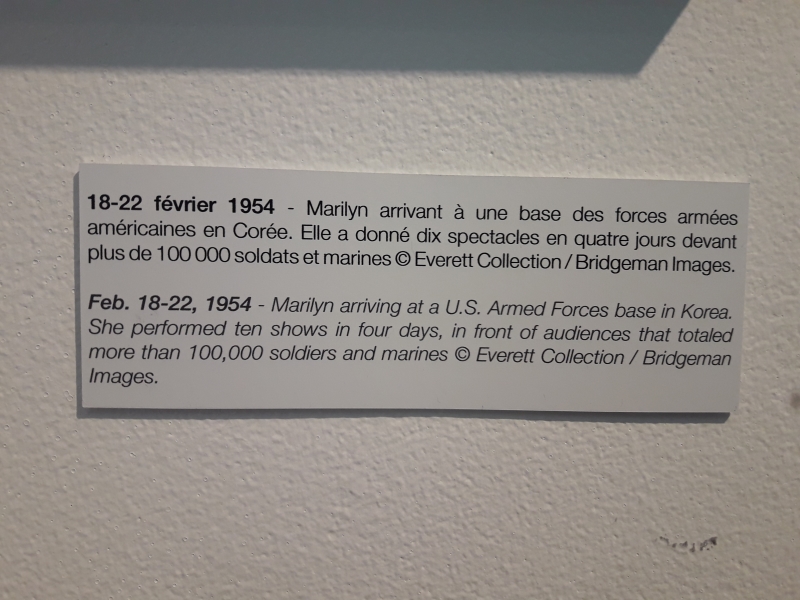 18-22 février 1954 - Marilyn arrivant à une base des forces armées
américaines en Corée. Elle a donné dix spectacles en quatre jours devant
plus de 100 000 soldats et marines © Everett Collection / Bridgeman Images.
Feb. 18-22, 1954 - Marilyn arriving at a U.S. Armed Forces base in Korea.
She performed ten shows in four days, in front of audiences that totaled
more than 100,000 soldiers and marines © Everett Collection / Bridgeman
Images.